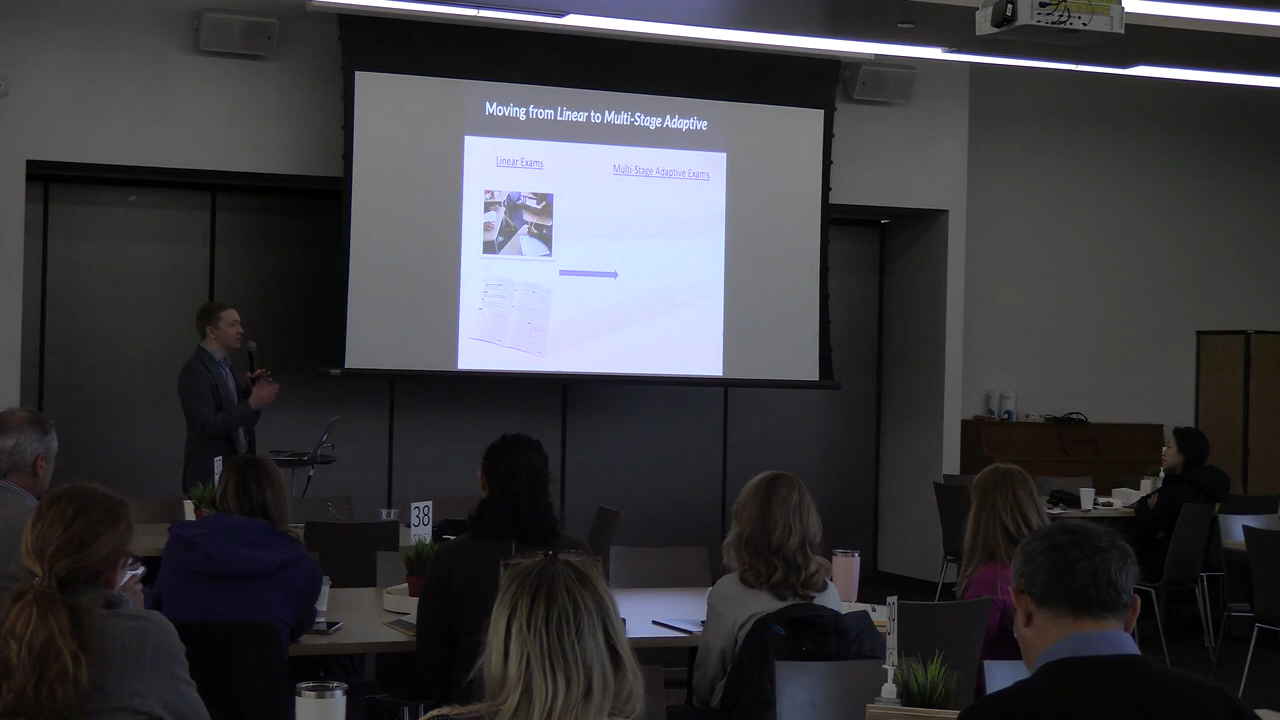 Moving from Linear to Multi-Stage Adaptive
Linear Exams
Multi-Stage Adaptive Exams
38